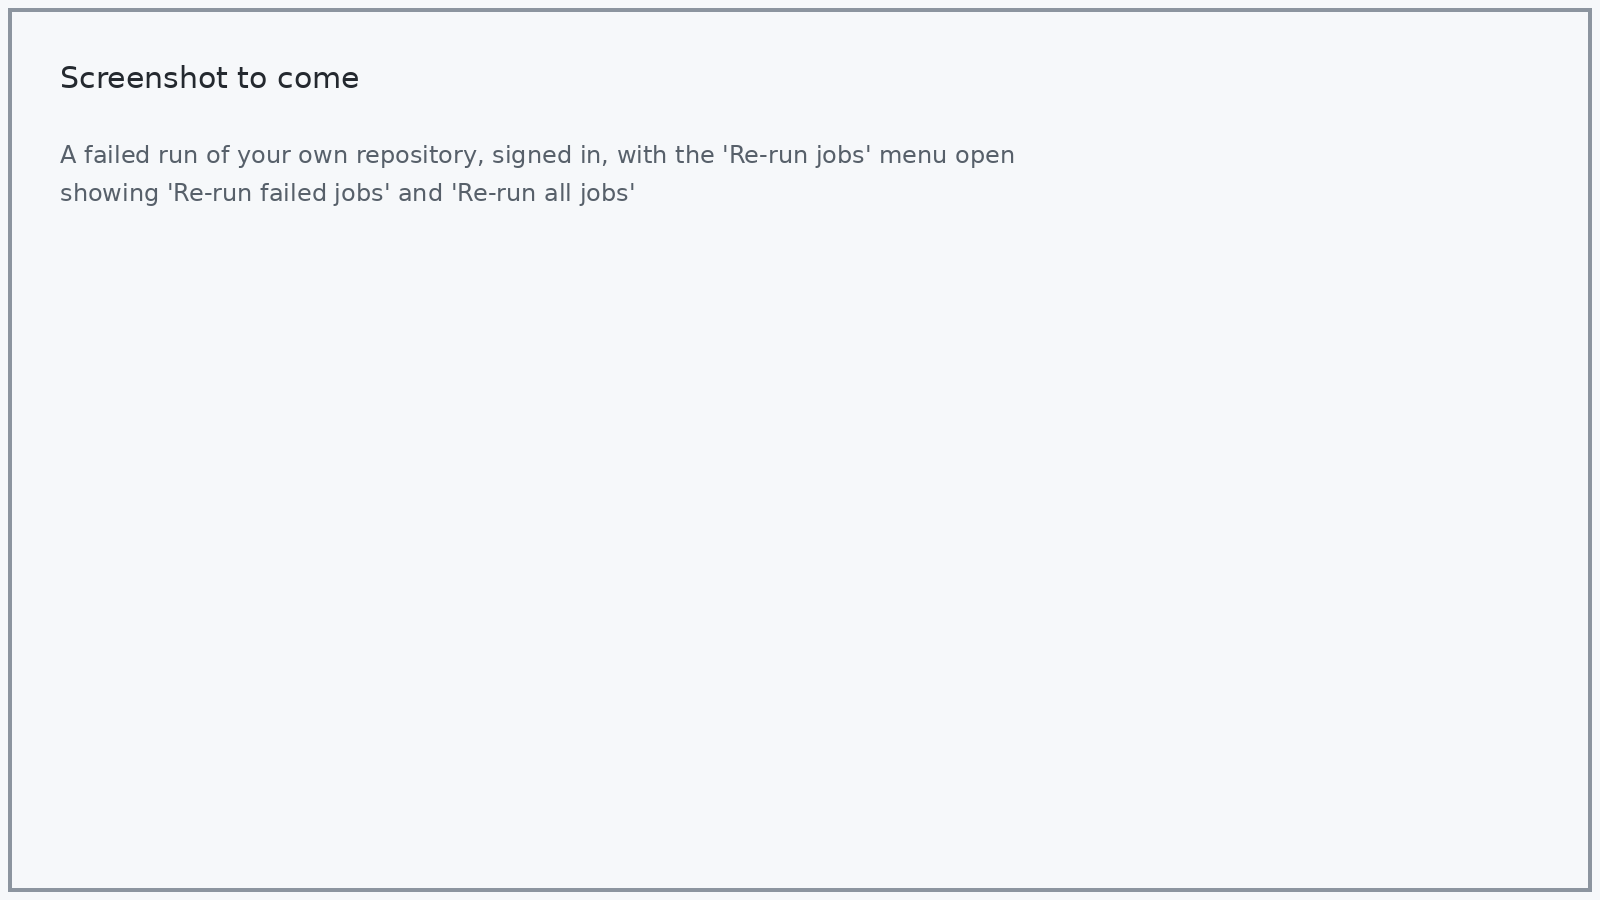 Screenshot to come
A failed run of your own repository, signed in, with the 'Re-run jobs' menu open
showing 'Re-run failed jobs' and 'Re-run all jobs'